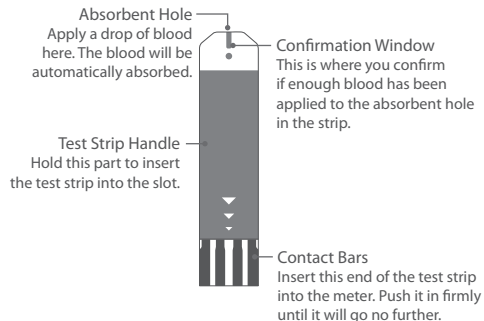 Absorbent Hole
Apply a drop of blood
here. The blood will be
automatically absorbed.
Confirmation Window
This is where you confirm
if enough blood has been
applied to the absorbent hole
in the strip.
Test Strip Handle
Hold this part to insert
the test strip into the slot.
Contact Bars
Insert this end of the test strip
into the meter. Push it in firmly
until it will go no further.